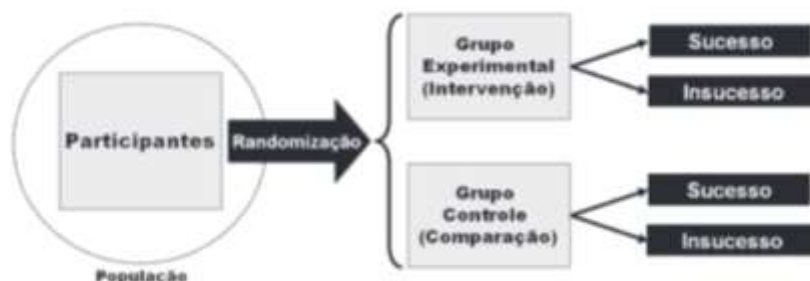 Participantes
População
Randomização
Grupo
Experimental
(Intervenção)
Sucesso
Insucesso
Grupo
Controle
(Comparação)
Sucesso
Insucesso